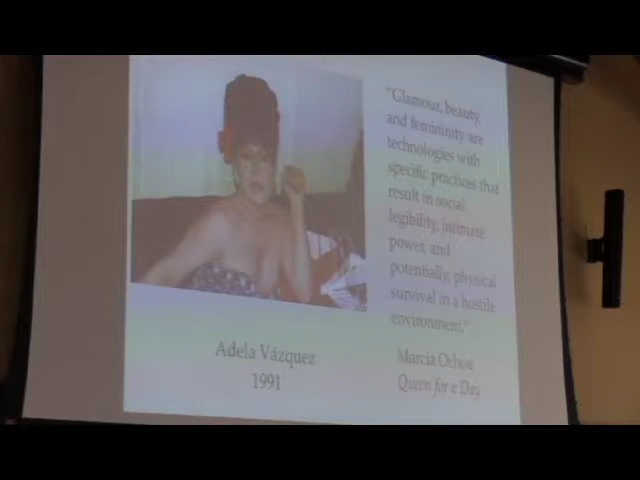 "Glamour, beauty
and femininity are
technologies with
specific practices that
result in social
legibility, intimate
power, and
potentially, physical
survival in a hostile
environment."
Marcia Ochoa
Queen for a Day
Adela Vázquez
1991